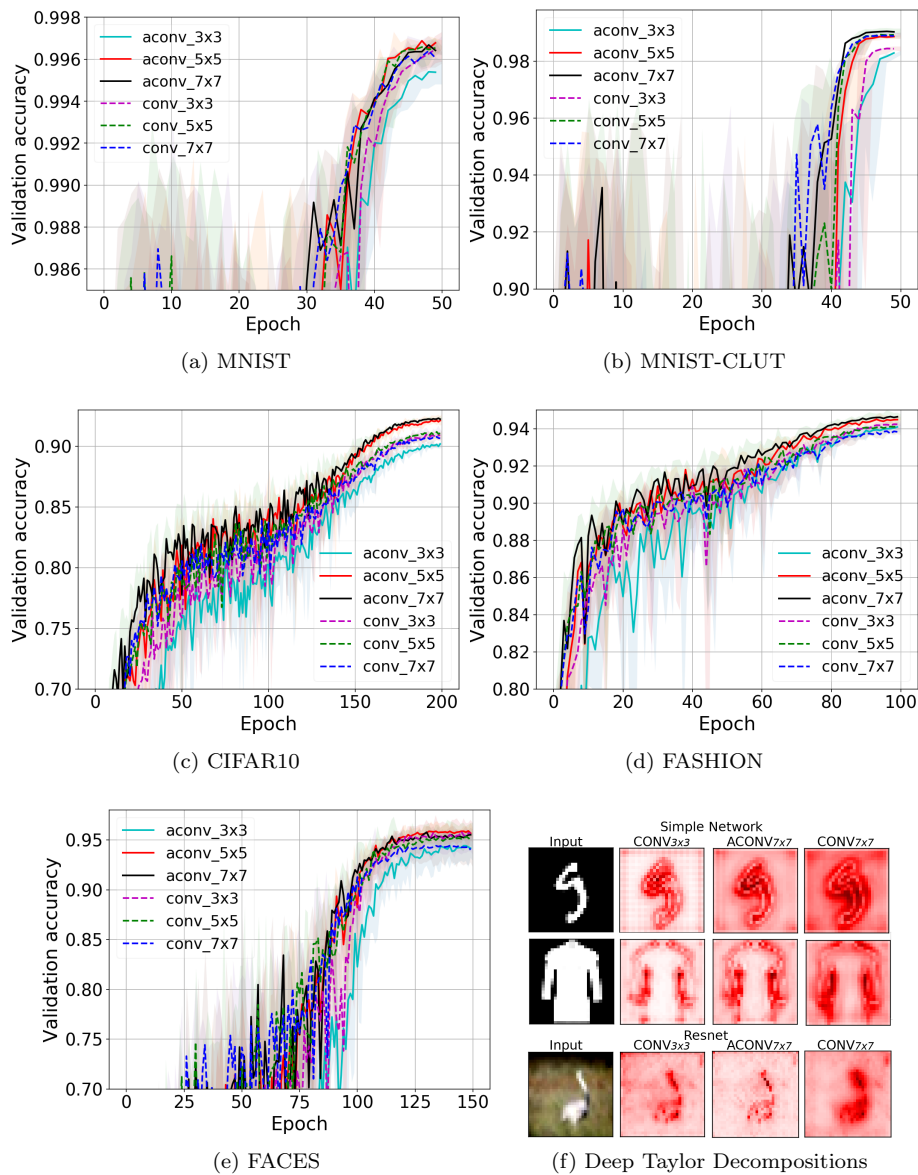 0.998
0.996
0.994
0.992
0.990
0.988
0.986
Validation accuracy
aconv_3x3
aconv_5x5
aconv_7x7
conv_3x3
conv_5x5
conv_7x7
0 10 20 30 40 50
Epoch
(a) MNIST
0.98
0.96
0.94
0.92
0.90
Validation accuracy
aconv_3x3
aconv_5x5
aconv_7x7
conv_3x3
conv_5x5
conv_7x7
0 10 20 30 40 50
Epoch
(b) MNIST-CLUT
0.90
0.85
0.80
0.75
0.70
Validation accuracy
aconv_3x3
aconv_5x5
aconv_7x7
conv_3x3
conv_5x5
conv_7x7
0 50 100 150 200
Epoch
(c) CIFAR10
0.94
0.92
0.90
0.88
0.86
0.84
0.82
0.80
Validation accuracy
aconv_3x3
aconv_5x5
aconv_7x7
conv_3x3
conv_5x5
conv_7x7
0 20 40 60 80 100
Epoch
(d) FASHION
0.95
0.90
0.85
0.80
0.75
0.70
Validation accuracy
aconv_3x3
aconv_5x5
aconv_7x7
conv_3x3
conv_5x5
conv_7x7
0 25 50 75 100 125 150
Epoch
(e) FACES
Simple Network
Input CONV3x3 ACONV7x7 CONV7x7
Resnet
Input CONV3x3 ACONV7x7 CONV7x7
(f) Deep Taylor Decompositions